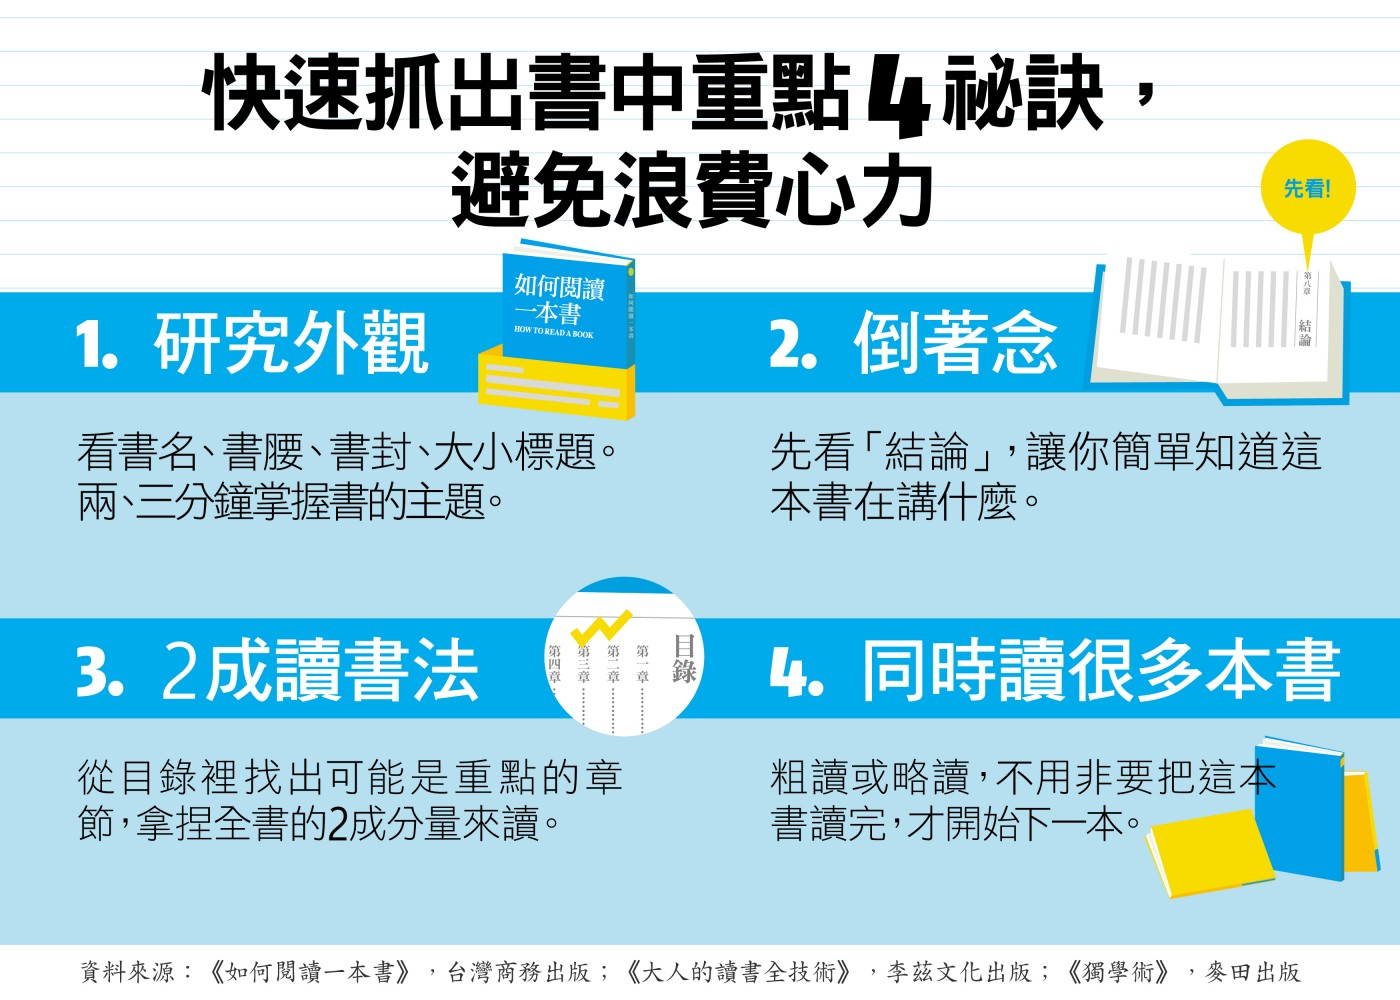 快速抓出書中重點4祕訣，
避免浪費心力
先看!
如何閱讀
一本書
HOW TO READ A BOOK
如何閱讀一本書
第八章 結論
1. 研究外觀
2. 倒著念
看書名、書腰、書封、大小標題。
兩、三分鐘掌握書的主題。
先看「結論」，讓你簡單知道這
本書在講什麼。
3. 2成讀書法
目錄
第一章
第二章
第三章
第四章
4. 同時讀很多本書
從目錄裡找出可能是重點的章
節，拿捏全書的2成分量來讀。
粗讀或略讀，不用非要把這本
書讀完，才開始下一本。
資料來源：《如何閱讀一本書》，台灣商務出版；《大人的讀書全技術》，李茲文化出版；《獨學術》，麥田出版